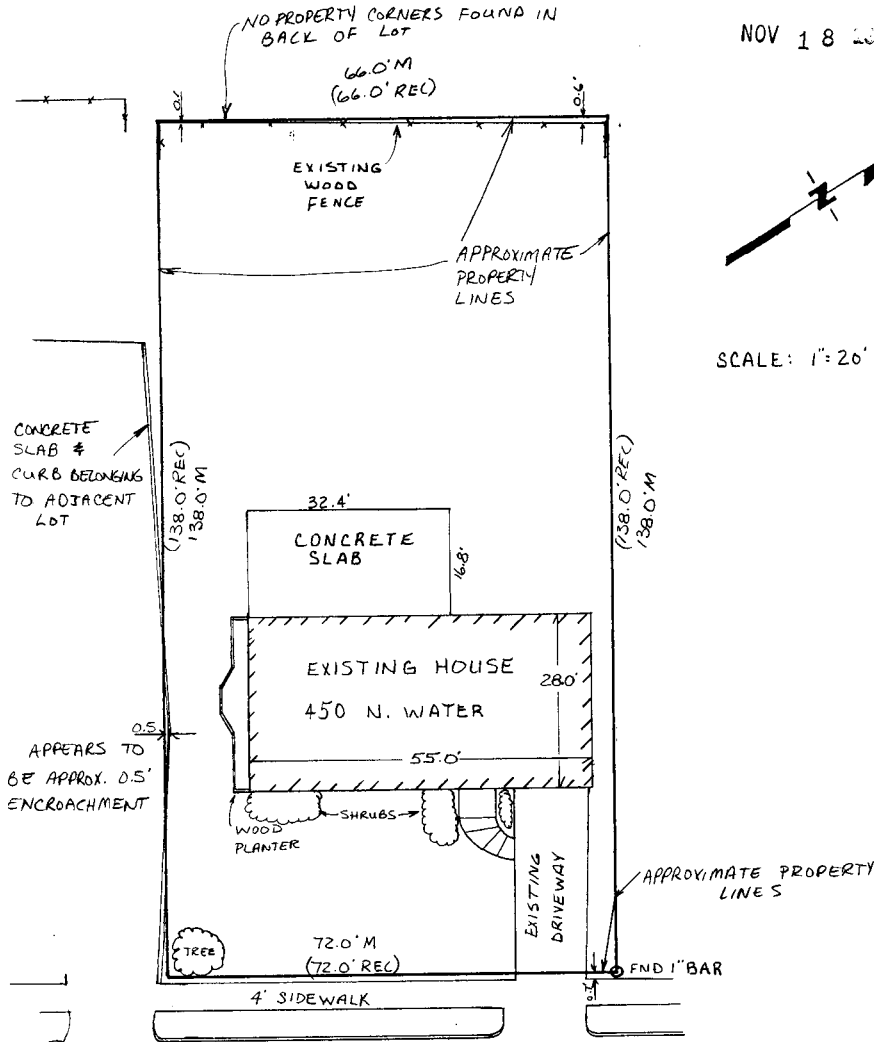 NO PROPERTY CORNERS FOUND IN
BACK OF LOT
NOV 18
66.0' M
(66.0' REC)
0.6'
EXISTING
WOOD
FENCE
APPROXIMATE
PROPERTY
LINES
SCALE: 1"=20'
CONCRETE
SLAB &
CURB BELONGING
TO ADJACENT
LOT
(138.0' REC)
138.0' M
(138.0' REC)
138.0' M
32.4'
CONCRETE
SLAB
16.8'
EXISTING HOUSE
450 N. WATER
28.0'
55.0'
0.5
APPEARS TO
BE APPROX. 0.5'
ENCROACHMENT
WOOD
PLANTER
SHRUBS
EXISTING
DRIVEWAY
APPROXIMATE PROPERTY
LINES
TREE
72.0' M
(72.0' REC)
FND 1" BAR
4' SIDEWALK
N